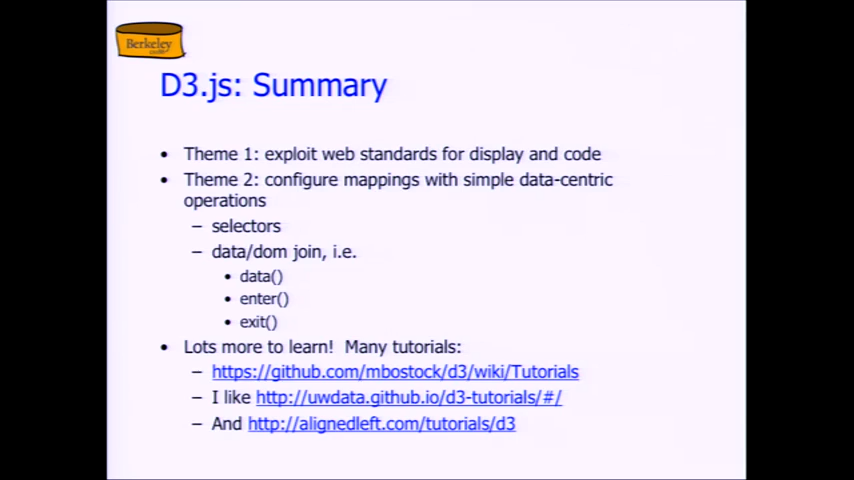 Berkeley
D3.js: Summary
• Theme 1: exploit web standards for display and code
• Theme 2: configure mappings with simple data-centric
operations
– selectors
– data/dom join, i.e.
• data()
• enter()
• exit()
• Lots more to learn! Many tutorials:
– https://github.com/mbostock/d3/wiki/Tutorials
– I like http://uwdata.github.io/d3-tutorials/#/
– And http://alignedleft.com/tutorials/d3